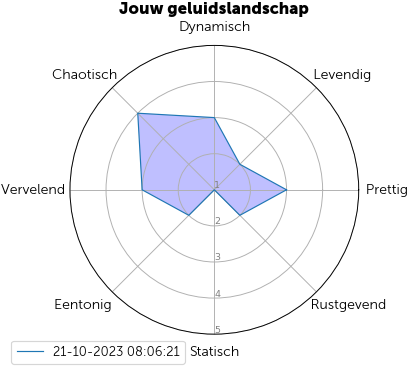 Jouw geluidslandschap
Dynamisch
Chaotisch
Levendig
Vervelend
1
Prettig
2
3
4
Eentonig
Rustgevend
5
21-10-2023 08:06:21
Statisch